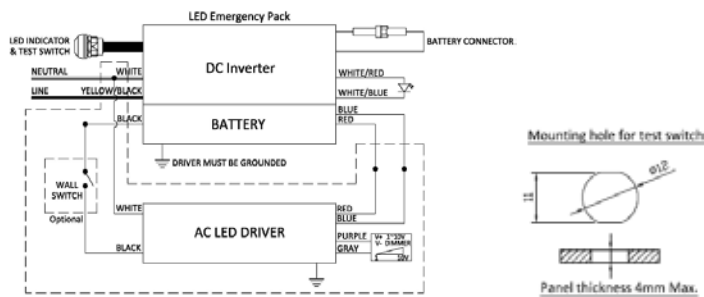 LED Emergency Pack
LED INDICATOR
& TEST SWITCH
BATTERY CONNECTOR
DC Inverter
NEUTRAL
WHITE
WHITE/RED
LINE
YELLOW/BLACK
WHITE/BLUE
BLUE
BLACK
RED
BATTERY
DRIVER MUST BE GROUNDED
WALL
SWITCH
Optional
WHITE
RED
BLUE
AC LED DRIVER
PURPLE
GRAY
BLACK
V+ 1~10V
V- DIMMER
1 10V
Mounting hole for test switch
ø12
11
Panel thickness 4mm Max.